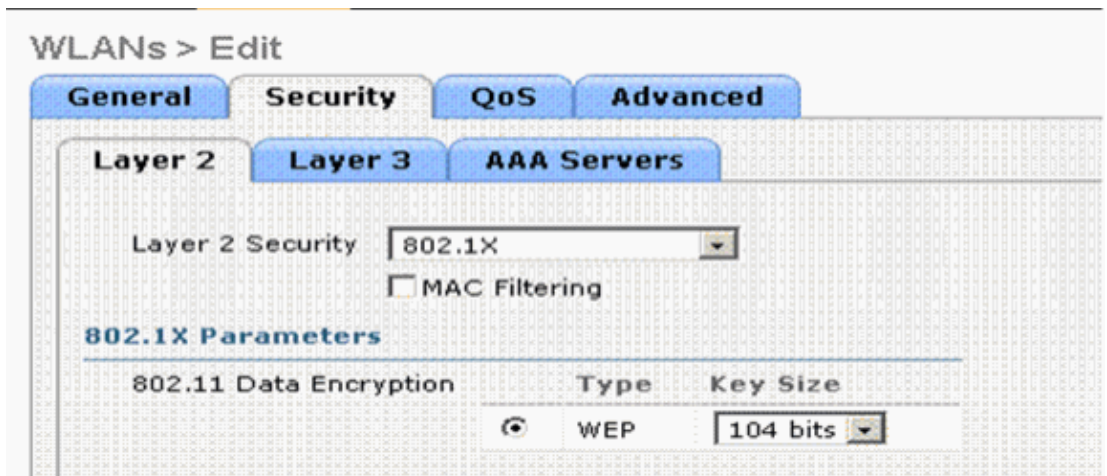 WLANs > Edit
General Security QoS Advanced
Layer 2 Layer 3 AAA Servers
Layer 2 Security 802.1X
MAC Filtering
802.1X Parameters
802.11 Data Encryption Type Key Size
WEP 104 bits